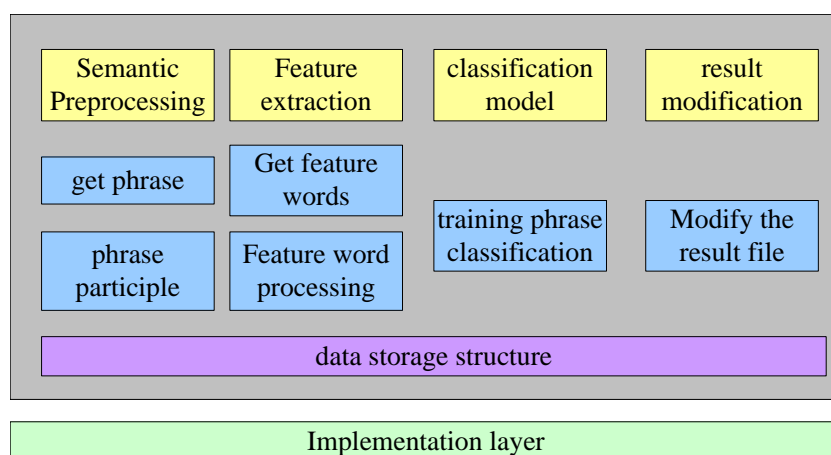 Semantic
Preprocessing
Feature
extraction
classification
model
result
modification
get phrase
Get feature
words
phrase
participle
Feature word
processing
training phrase
classification
Modify the
result file
data storage structure
Implementation layer